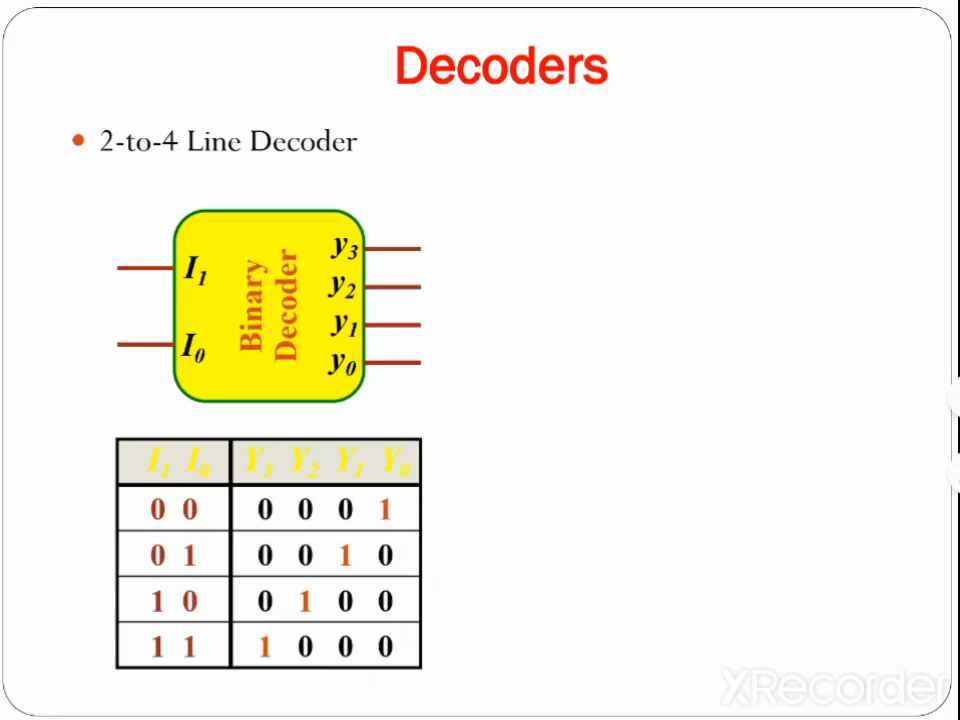 Decoders
• 2-to-4 Line Decoder
I1
I0
Binary
Decoder
y3
y2
y1
y0
I1 I0 Y3 Y2 Y1 Y0
0 0 0 0 0 1
0 1 0 0 1 0
1 0 0 1 0 0
1 1 1 0 0 0
XRecorder